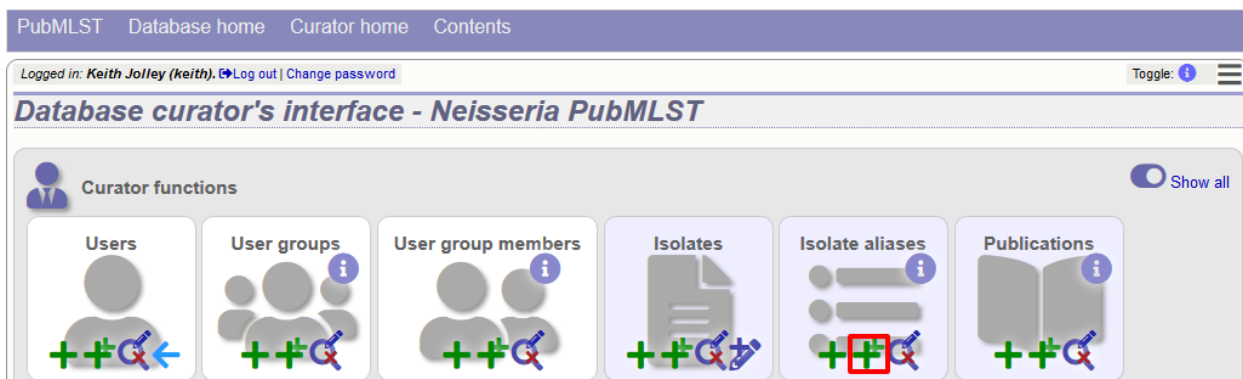 PubMLST Database home Curator home Contents
Logged in: Keith Jolley (keith). Log out | Change password Toggle: i
Database curator's interface - Neisseria PubMLST
Curator functions Show all
Users User groups User group members Isolates Isolate aliases Publications